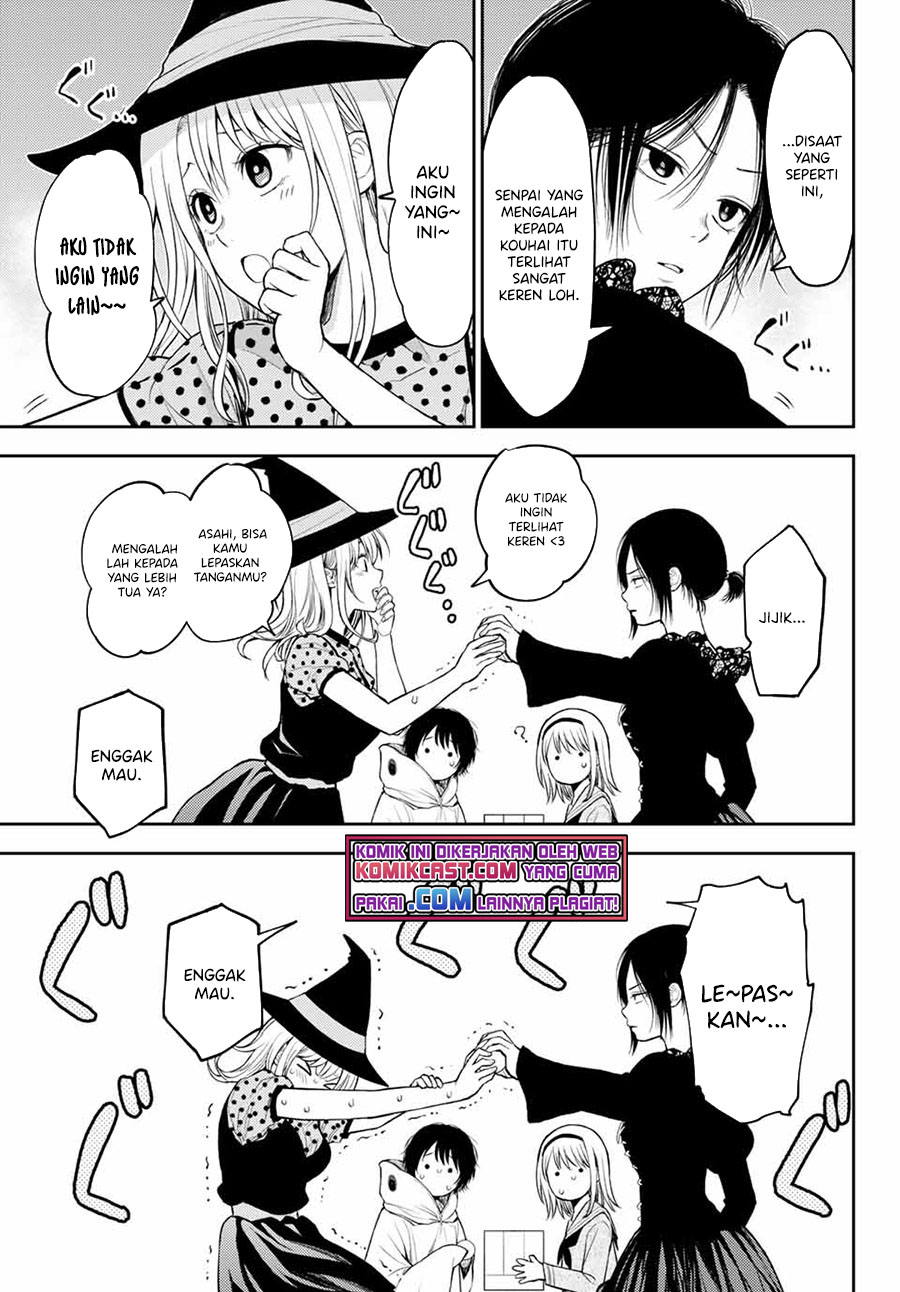 ...DISAAT
YANG
SEPERTI
INI,
SENPAI YANG
MENGALAH
KEPADA
KOUHAI ITU
TERLIHAT
SANGAT
KEREN LOH.
AKU
INGIN
YANG~
INI~
AKU TIDAK
INGIN YANG
LAIN~~
ぐぐ...
ぐぐ...
JIJIK...
AKU TIDAK
INGIN
TERLIHAT
KEREN <3
ASAHI, BISA
KAMU
LEPASKAN
TANGANMU?
MENGALAH
LAH KEPADA
YANG LEBIH
TUA YA?
ENGGAK
MAU.
ぐぐ...
?
KOMIK INI DIKERJAKAN OLEH WEB
KOMIKCAST.COM YANG CUMA
PAKAI .COM LAINNYA PLAGIAT!
LE~PAS~
KAN~...
ENGGAK
MAU.